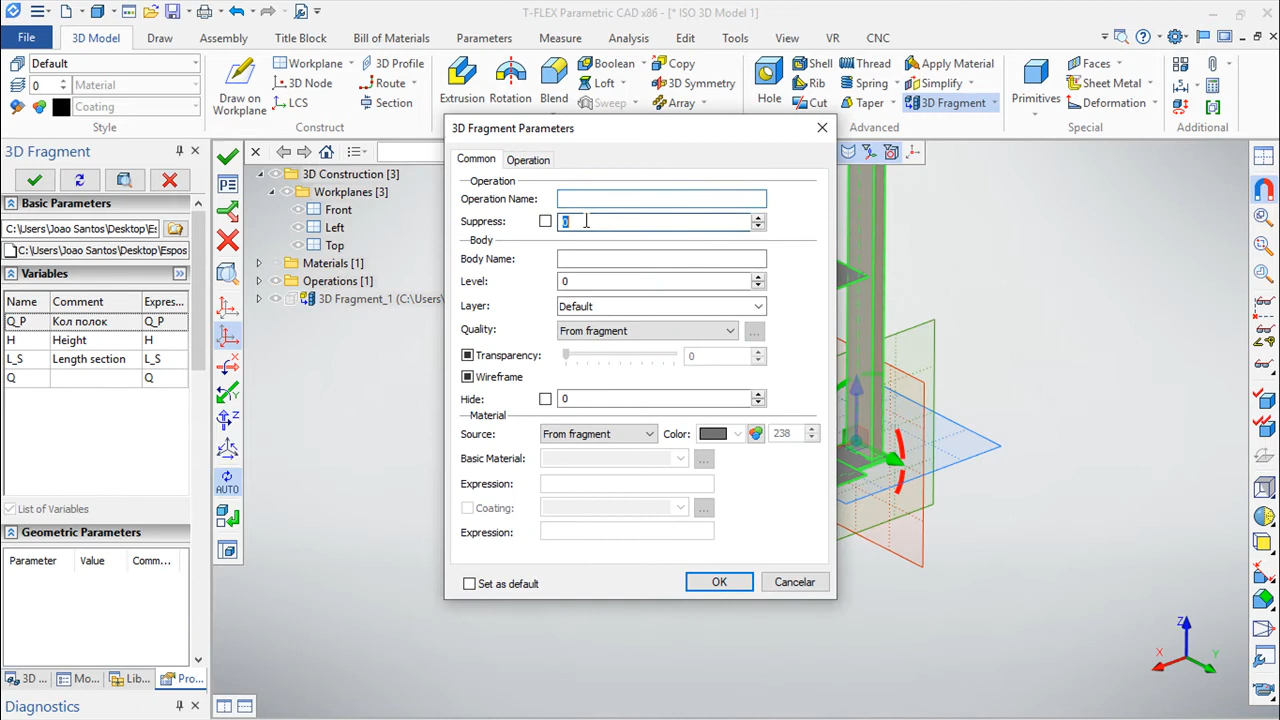 T-FLEX Parametric CAD x86 - [* ISO 3D Model 1]
File
3D Model
Draw
Assembly
Title Block
Bill of Materials
Parameters
Measure
Analysis
Edit
Tools
View
VR
CNC
Default
0
Material
Coating
Style
Draw on Workplane
Workplane
3D Node
LCS
3D Profile
Route
Section
Construct
Extrusion
Rotation
Blend
Boolean
Loft
Sweep
Copy
3D Symmetry
Array
Hole
Shell
Rib
Cut
Thread
Spring
Taper
Apply Material
Simplify
3D Fragment
Advanced
Primitives
Faces
Sheet Metal
Deformation
Special
Additional
3D Fragment
Basic Parameters
C:\Users\Joao Santos\Desktop\Espos
C:\Users\Joao Santos\Desktop\Espos
Variables
Name Comment Expres...
Q_P Кол полок Q_P
H Height H
L_S Length section L_S
Q Q
List of Variables
Geometric Parameters
Parameter Value Comm...
3D ...
Mo...
Lib...
Pro...
Diagnostics
AUTO
3D Construction [3]
Workplanes [3]
Front
Left
Top
Materials [1]
Operations [1]
3D Fragment_1 (C:\Users\
3D Fragment Parameters
Common
Operation
Operation
Operation Name:
Suppress: 0
Body
Body Name:
Level: 0
Layer: Default
Quality: From fragment ...
Transparency: 0
Wireframe
Hide: 0
Material
Source: From fragment Color: 238
Basic Material: ...
Expression:
Coating: ...
Expression:
Set as default
OK
Cancelar
Z
X
Y